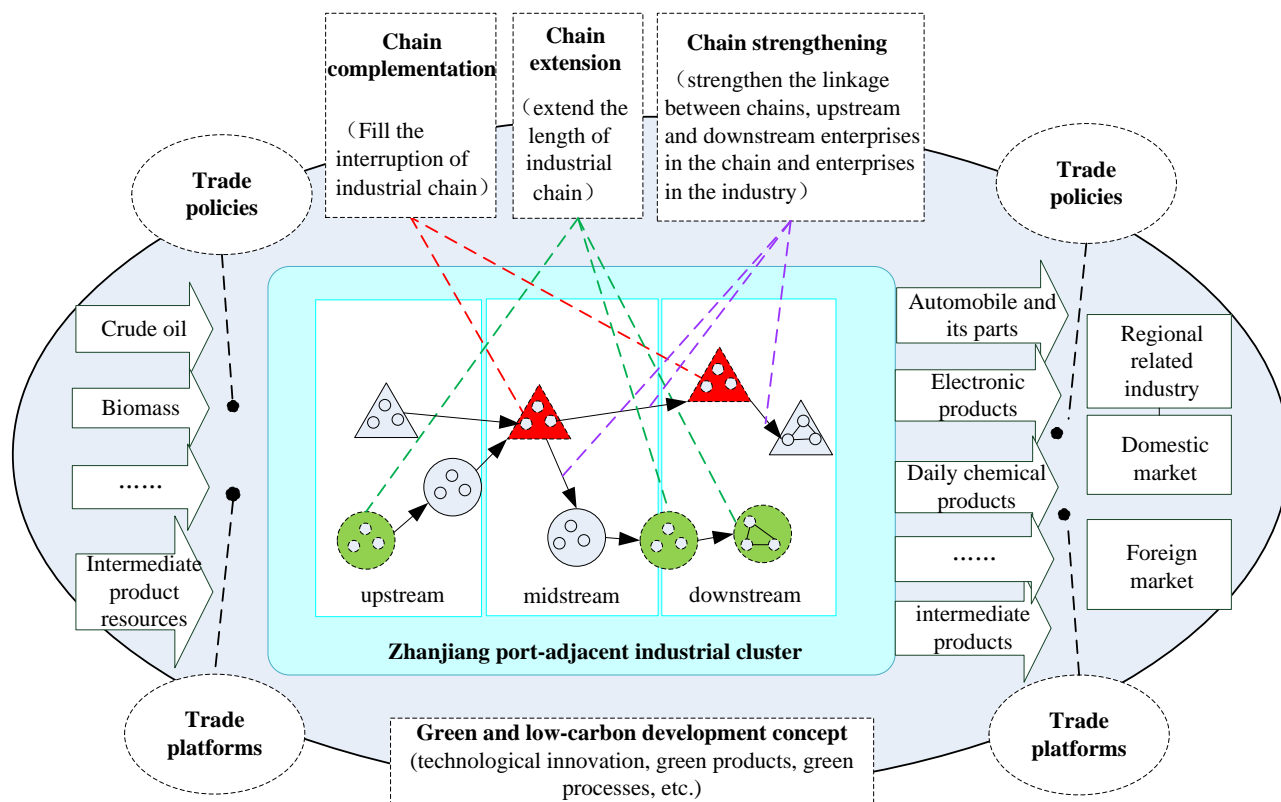 Chain
complementation
（Fill the
interruption of
industrial chain）
Chain
extension
（extend the
length of
industrial
chain）
Chain strengthening
（strengthen the linkage
between chains, upstream
and downstream enterprises
in the chain and enterprises
in the industry）
Trade
policies
Trade
policies
Crude oil
Biomass
……
Intermediate
product
resources
upstream
midstream
downstream
Zhanjiang port-adjacent industrial cluster
Automobile and
its parts
Electronic
products
Daily chemical
products
……
intermediate
products
Regional
related
industry
Domestic
market
Foreign
market
Trade
platforms
Green and low-carbon development concept
(technological innovation, green products, green
processes, etc.)
Trade
platforms